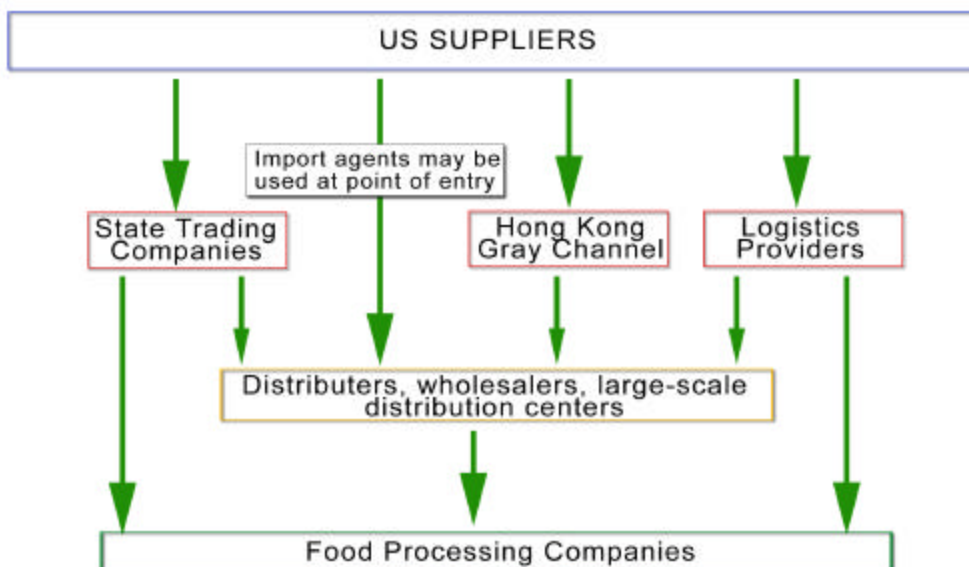 US SUPPLIERS
Import agents may be
used at point of entry
State Trading
Companies
Hong Kong
Gray Channel
Logistics
Providers
Distributers, wholesalers, large-scale
distribution centers
Food Processing Companies